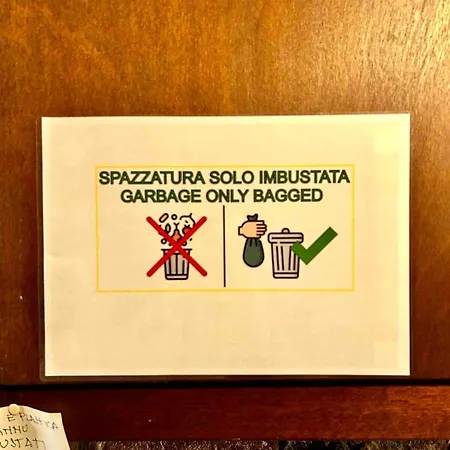 SPAZZATURA SOLO IMBUSTATA
GARBAGE ONLY BAGGED